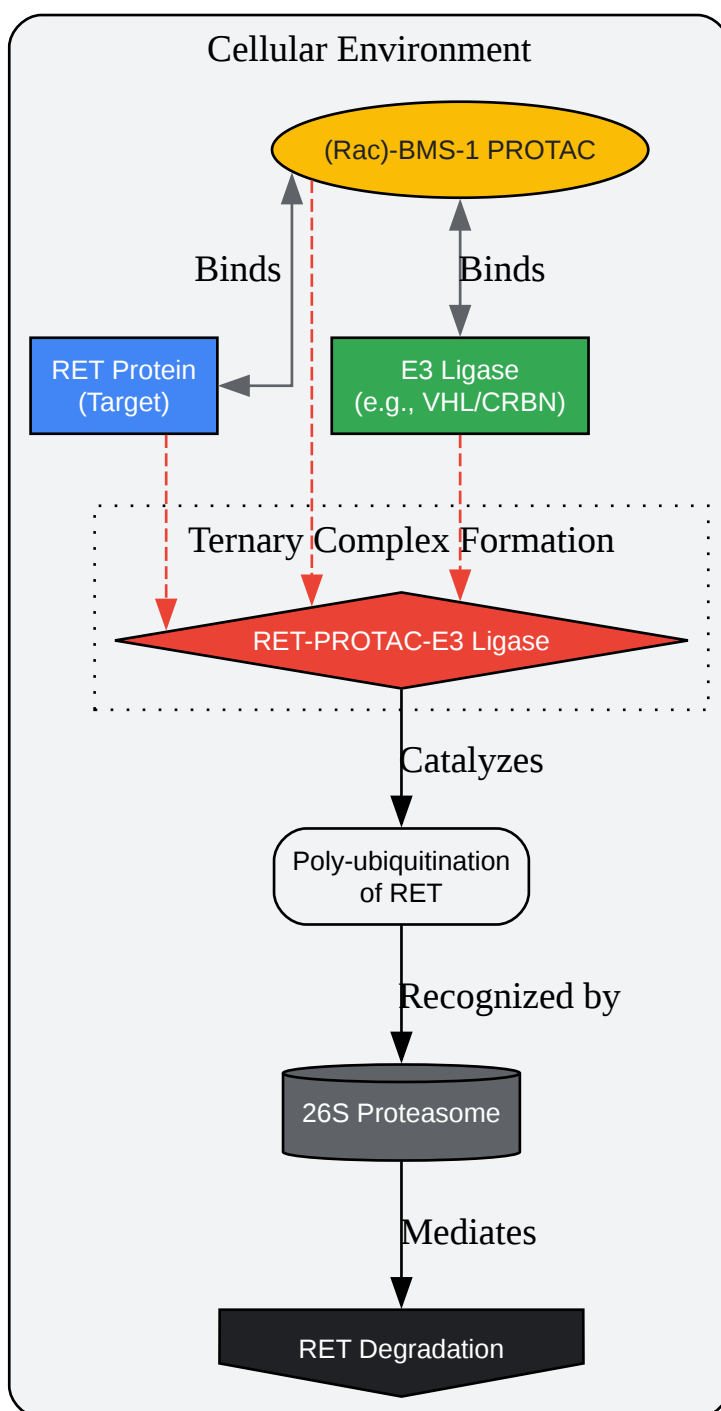 Cellular Environment
(Rac)-BMS-1 PROTAC
Binds
Binds
RET Protein
(Target)
E3 Ligase
(e.g., VHL/CRBN)
Ternary Complex Formation
RET-PROTAC-E3 Ligase
Catalyzes
Poly-ubiquitination
of RET
Recognized by
26S Proteasome
Mediates
RET Degradation